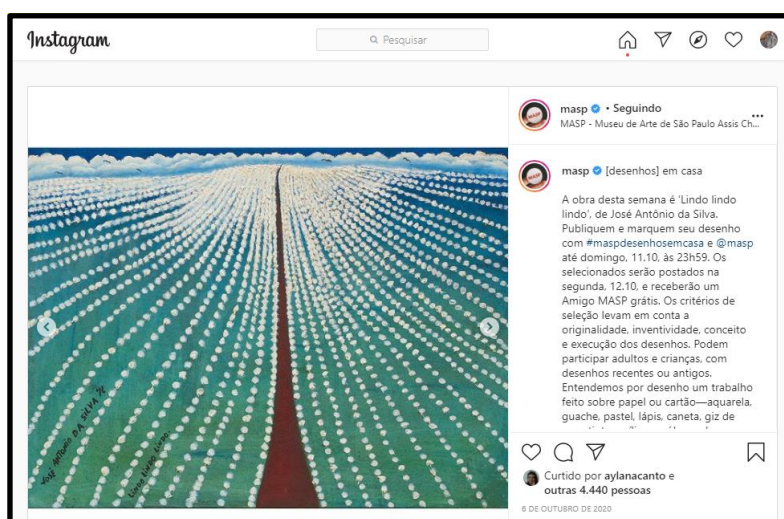 Instagram
Pesquisar
masp • Seguindo
MASP - Museu de Arte de São Paulo Assis Ch...
masp [desenhos] em casa
A obra desta semana é 'Lindo lindo
lindo', de José Antônio da Silva.
Publiquem e marquem seu desenho
com #maspdesenhosemcasa e @masp
até domingo, 11.10, às 23h59. Os
selecionados serão postados na
segunda, 12.10, e receberão um
Amigo MASP grátis. Os critérios de
seleção levam em conta a
originalidade, inventividade, conceito
e execução dos desenhos. Podem
participar adultos e crianças, com
desenhos recentes ou antigos.
Entendemos por desenho um trabalho
feito sobre papel ou cartão—aquarela,
guache, pastel, lápis, caneta, giz de
Curtido por aylanacanto e
outras 4.440 pessoas
6 DE OUTUBRO DE 2020
JOSÉ ANTONIO DA SILVA
LINDO LINDO LINDO.